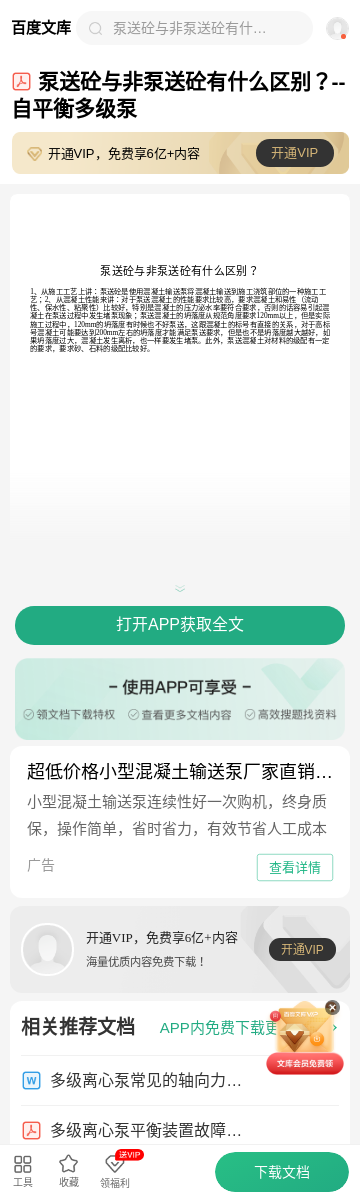 百度文库
泵送砼与非泵送砼有什…
泵送砼与非泵送砼有什么区别？--
自平衡多级泵
开通VIP，免费享6亿+内容
开通VIP
泵送砼与非泵送砼有什么区别 ?
1、从施工工艺上讲：泵送砼是使用混凝土输送泵将混凝土输送到施工浇筑部位的一种施工工
艺；2、从混凝土性能来讲：对于泵送混凝土的性能要求比较高，要求混凝土和易性（流动
性、保水性、粘聚性）比较好，特别是混凝土的压力泌水率要符合要求，否则的话容易引起混
凝土在泵送过程中发生堵泵现象；泵送混凝土的坍落度从规范角度要求120mm以上，但是实际
施工过程中，120mm的坍落度有时候也不好泵送，这跟混凝土的标号有直接的关系，对于高标
号混凝土可能要达到200mm左右的坍落度才能满足泵送要求，但是也不是坍落度越大越好，如
果坍落度过大，混凝土发生离析，也一样要发生堵泵。此外，泵送混凝土对材料的级配有一定
的要求，要求砂、石料的级配比较好。
打开APP获取全文
- 使用APP可享受 -
领文档下载特权
查看更多文档内容
高效搜题找资料
超低价格小型混凝土输送泵厂家直销…
小型混凝土输送泵连续性好一次购机，终身质
保，操作简单，省时省力，有效节省人工成本
广告
查看详情
开通VIP，免费享6亿+内容
海量优质内容免费下载！
开通VIP
相关推荐文档
APP内免费下载更
多级离心泵常见的轴向力…
文库会员免费领
多级离心泵平衡装置故障…
工具
收藏
送VIP
领福利
下载文档